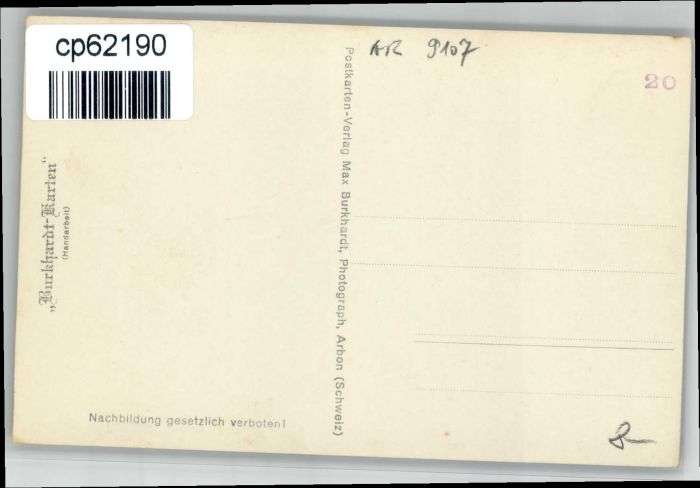 cp62190
AR 9107
20
„Burkhardt-Karten“
(Handarbeit)
Postkarten-Verlag Max Burkhardt, Photograph, Arbon (Schweiz)
Nachbildung gesetzlich verboten!